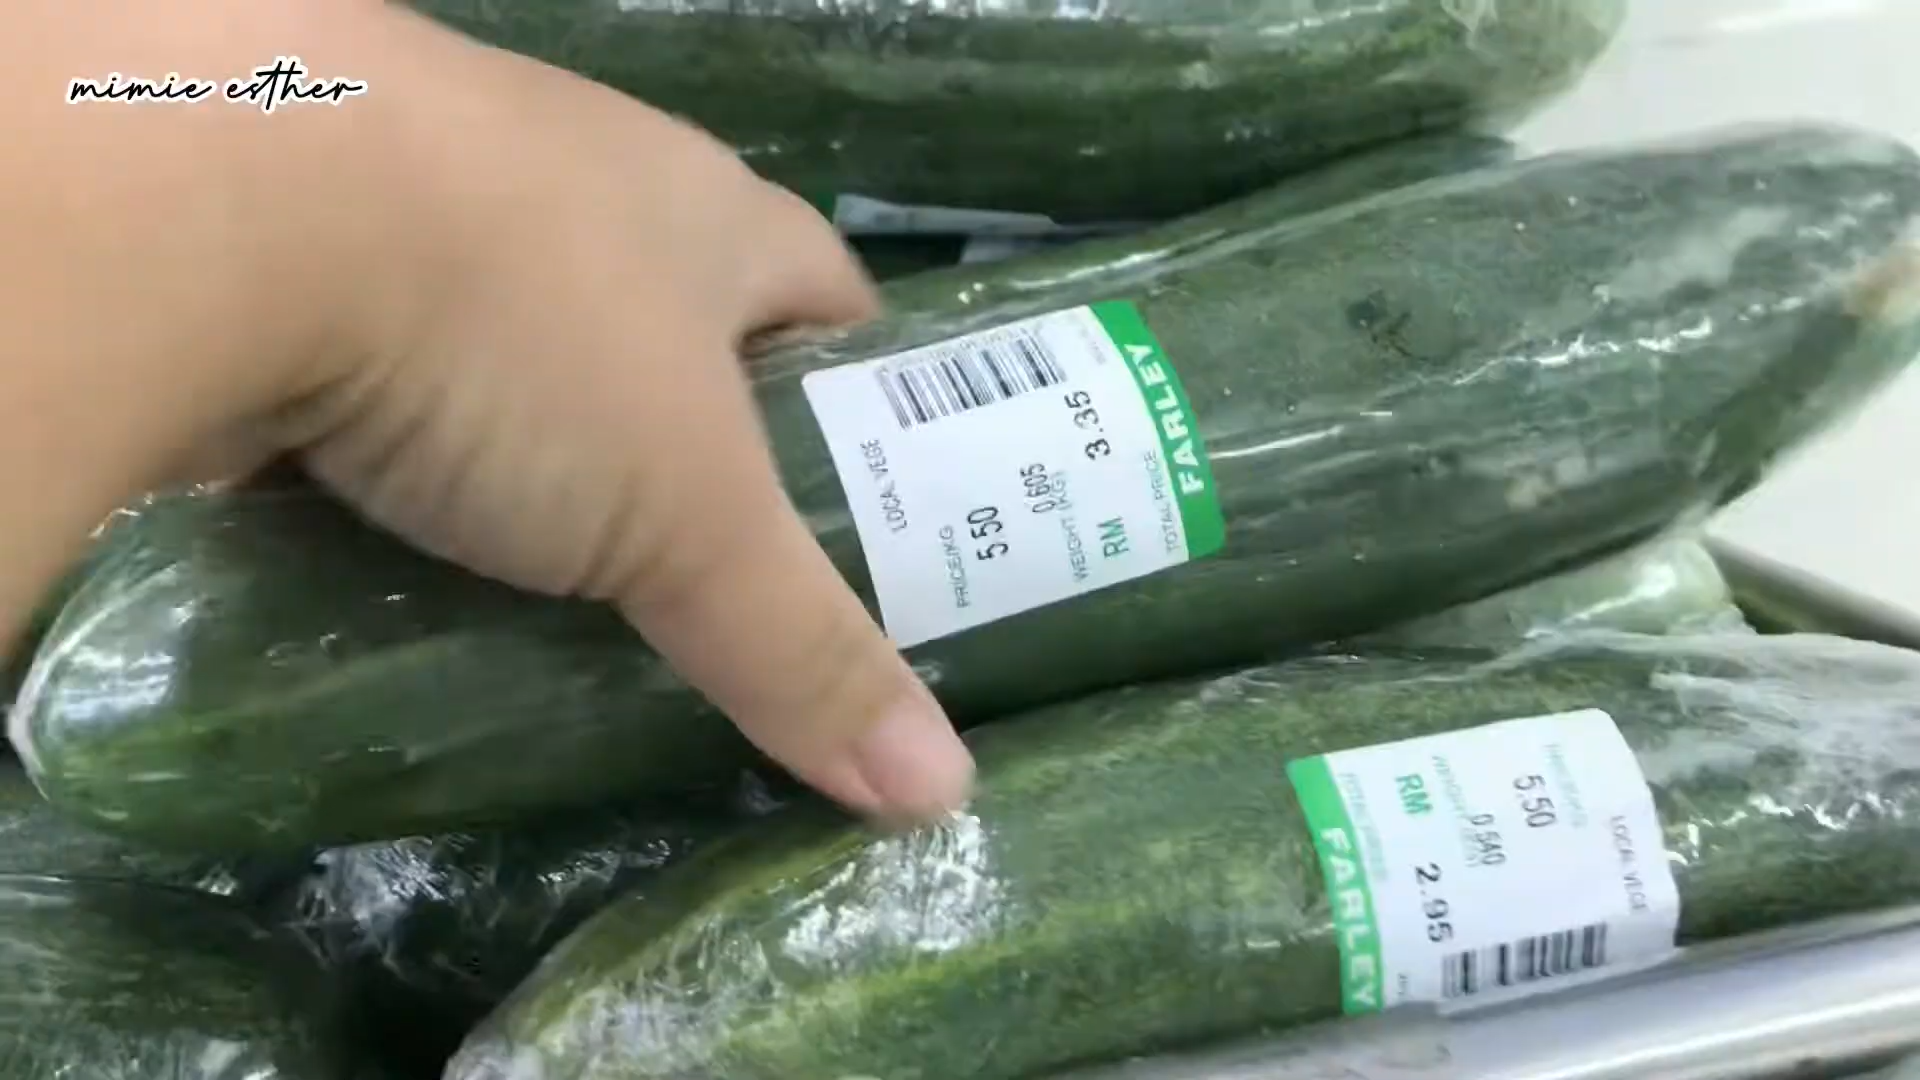 mimie esther
LOCAL VEGE
PRICE/KG
5.50
0.605
WEIGHT (KG)
RM 3.35
TOTAL PRICE
FARLEY
LOCAL VEGE
5.50
0.540
RM 2.95
FARLEY